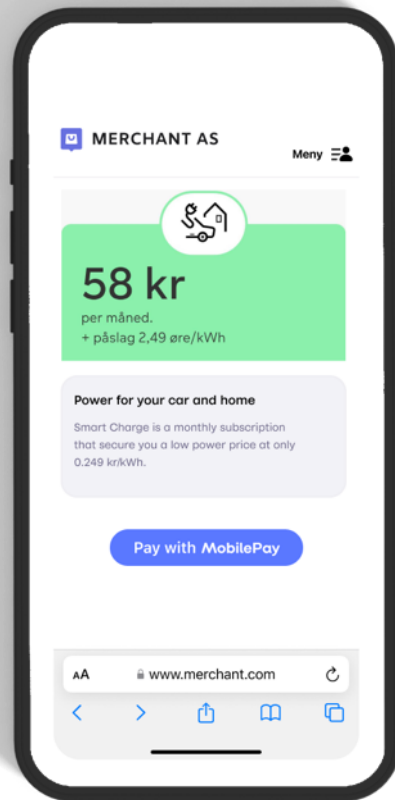 MERCHANT AS
Meny
58 kr
per måned.
+ påslag 2,49 øre/kWh
Power for your car and home
Smart Charge is a monthly subscription
that secure you a low power price at only
0.249 kr/kWh.
Pay with MobilePay
AA
www.merchant.com